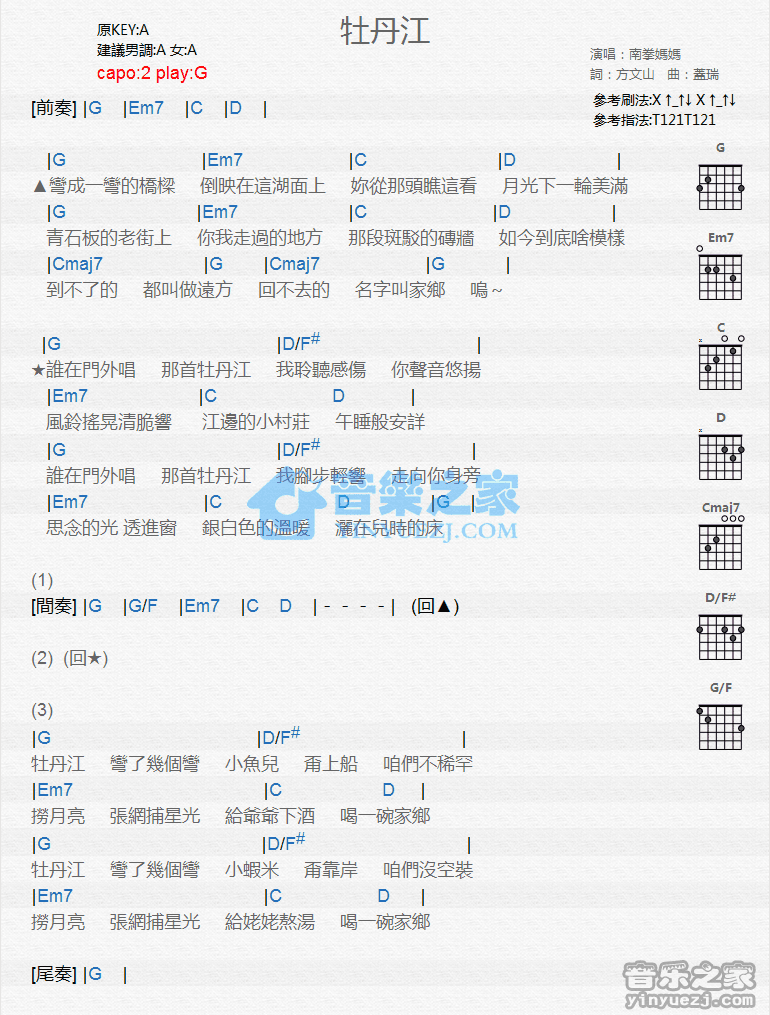 牡丹江
原KEY:A
建議男調:A 女:A
capo:2 play:G
演唱：南拳媽媽
詞：方文山　曲：蓋瑞
參考刷法:X ↑_↑↓ X ↑_↑↓
參考指法:T121T121
[前奏] |G |Em7 |C |D |
|G |Em7 |C |D |
▲彎成一彎的橋樑 倒映在這湖面上 妳從那頭瞧這看 月光下一輪美滿
|G |Em7 |C |D |
青石板的老街上 你我走過的地方 那段斑駁的磚牆 如今到底啥模樣
|Cmaj7 |G |Cmaj7 |G |
到不了的 都叫做遠方 回不去的 名字叫家鄉 嗚～
|G |D/F# |
★誰在門外唱 那首牡丹江 我聆聽感傷 你聲音悠揚
|Em7 |C D |
風鈴搖晃清脆響 江邊的小村莊 午睡般安詳
|G |D/F# |
誰在門外唱 那首牡丹江 我腳步輕響 走向你身旁
|Em7 |C D |G |
思念的光 透進窗 銀白色的溫暖 灑在兒時的床
(1)
[間奏] |G |G/F |Em7 |C D | - - - - | (回▲)
(2) (回★)
(3)
|G |D/F# |
牡丹江 彎了幾個彎 小魚兒 甭上船 咱們不稀罕
|Em7 |C D |
撈月亮 張網捕星光 給爺爺下酒 喝一碗家鄉
|G |D/F# |
牡丹江 彎了幾個彎 小蝦米 甭靠岸 咱們沒空裝
|Em7 |C D |
撈月亮 張網捕星光 給姥姥熬湯 喝一碗家鄉
[尾奏] |G |
G
Em7
C
D
Cmaj7
D/F#
G/F
音樂之家
YINYUEZJ.COM
音乐之家
yinyuezj.com